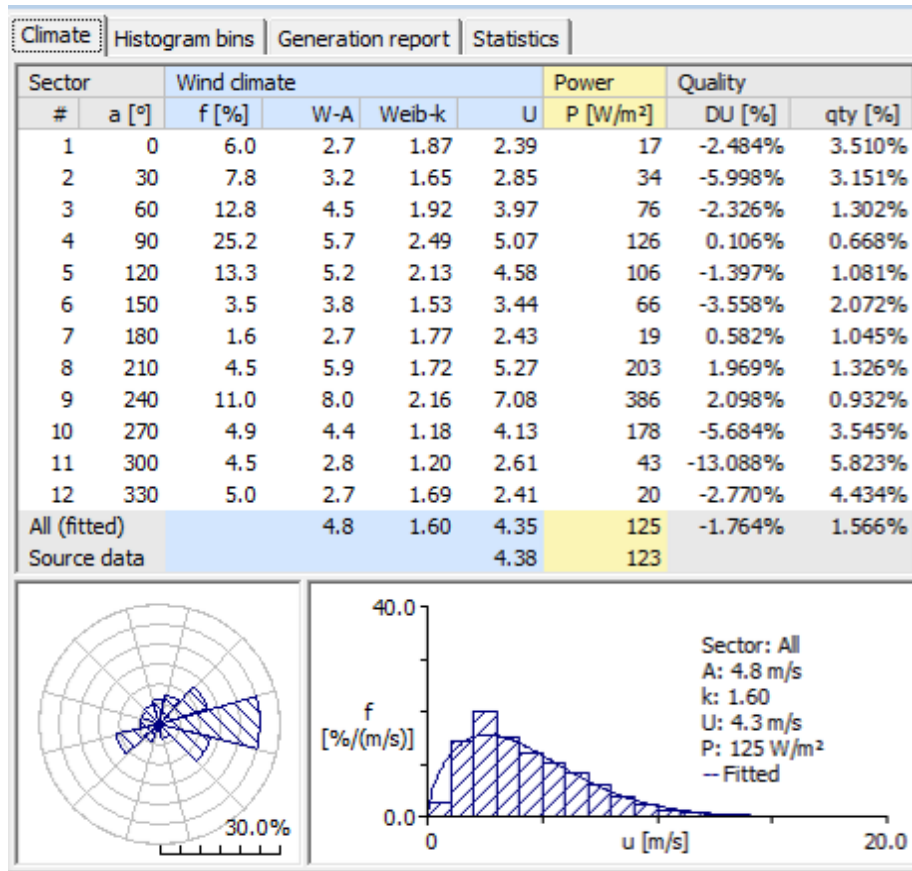 Climate Histogram bins Generation report Statistics
Sector Wind climate Power Quality
# a [º] f [%] W-A Weib-k U P [W/m²] DU [%] qty [%]
1 0 6.0 2.7 1.87 2.39 17 -2.484% 3.510%
2 30 7.8 3.2 1.65 2.85 34 -5.998% 3.151%
3 60 12.8 4.5 1.92 3.97 76 -2.326% 1.302%
4 90 25.2 5.7 2.49 5.07 126 0.106% 0.668%
5 120 13.3 5.2 2.13 4.58 106 -1.397% 1.081%
6 150 3.5 3.8 1.53 3.44 66 -3.558% 2.072%
7 180 1.6 2.7 1.77 2.43 19 0.582% 1.045%
8 210 4.5 5.9 1.72 5.27 203 1.969% 1.326%
9 240 11.0 8.0 2.16 7.08 386 2.098% 0.932%
10 270 4.9 4.4 1.18 4.13 178 -5.684% 3.545%
11 300 4.5 2.8 1.20 2.61 43 -13.088% 5.823%
12 330 5.0 2.7 1.69 2.41 20 -2.770% 4.434%
All (fitted) 4.8 1.60 4.35 125 -1.764% 1.566%
Source data 4.38 123
30.0%
40.0
f
[%/(m/s)]
0.0
0 u [m/s] 20.0
Sector: All
A: 4.8 m/s
k: 1.60
U: 4.3 m/s
P: 125 W/m²
-- Fitted